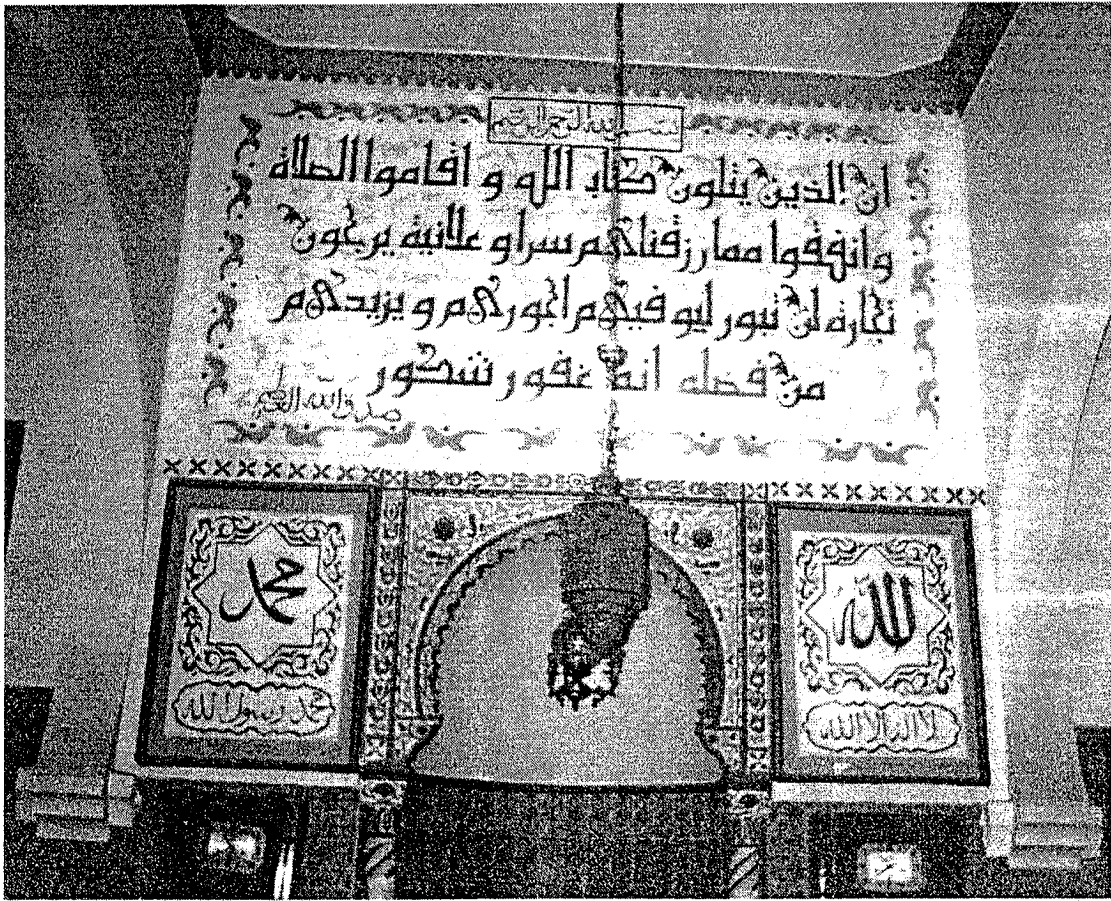 بسم الله الرحمن الرحيم
ان الذين يتلون كتاب الله و اقاموا الصلاة
وانفقوا مما رزقناهم سرا و علانية يرجون
تجارة لن تبور ليوفيهم اجورهم و يزيدهم
من فضله انه غفور شكور
صدق الله العظيم
الله
لا اله الا الله
محمد
محمد رسول الله